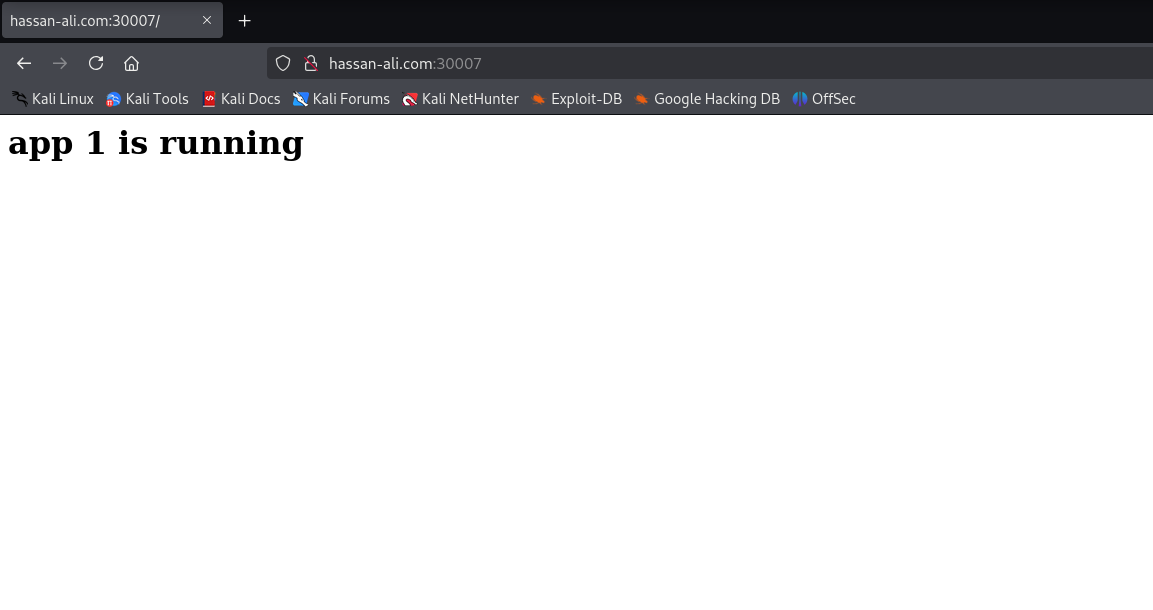 hassan-ali.com:30007/
hassan-ali.com:30007
Kali Linux Kali Tools Kali Docs Kali Forums Kali NetHunter Exploit-DB Google Hacking DB OffSec
app 1 is running